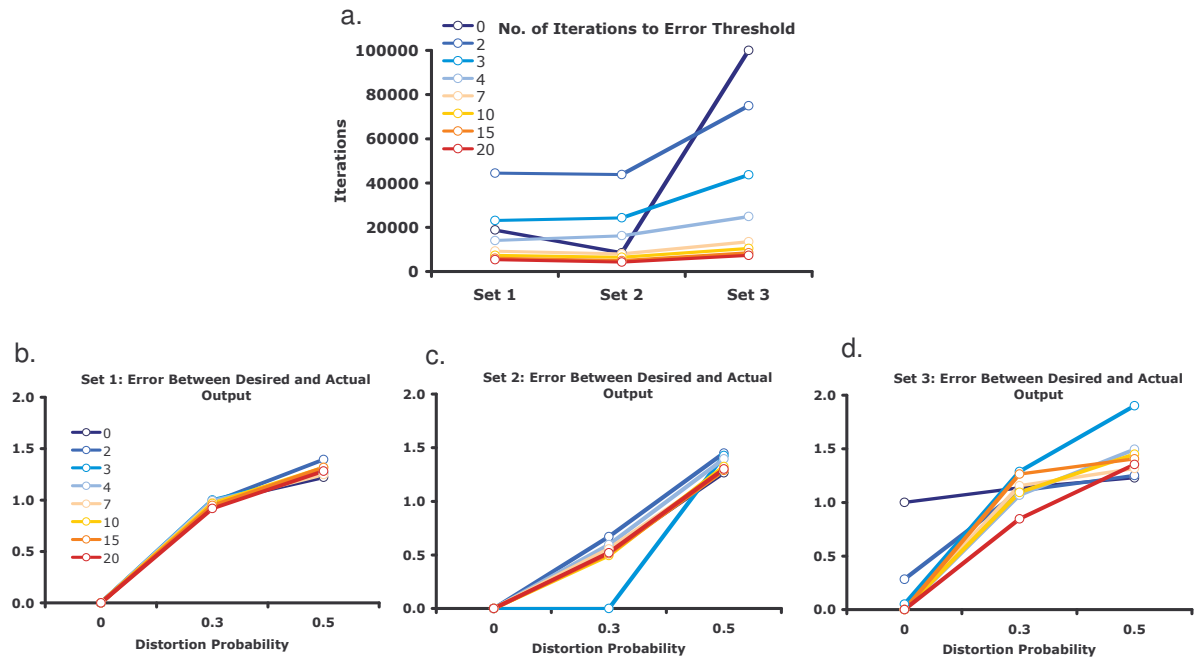 a.
No. of Iterations to Error Threshold
0
2
3
4
7
10
15
20
Iterations
100000
80000
60000
40000
20000
0
Set 1 Set 2 Set 3
b.
Set 1: Error Between Desired and Actual
Output
2.0
1.5
1.0
0.5
0.0
0
2
3
4
7
10
15
20
0 0.3 0.5
Distortion Probability
c.
Set 2: Error Between Desired and Actual
Output
2.0
1.5
1.0
0.5
0.0
0 0.3 0.5
Distortion Probability
d.
Set 3: Error Between Desired and Actual
Output
2.0
1.5
1.0
0.5
0.0
0 0.3 0.5
Distortion Probability